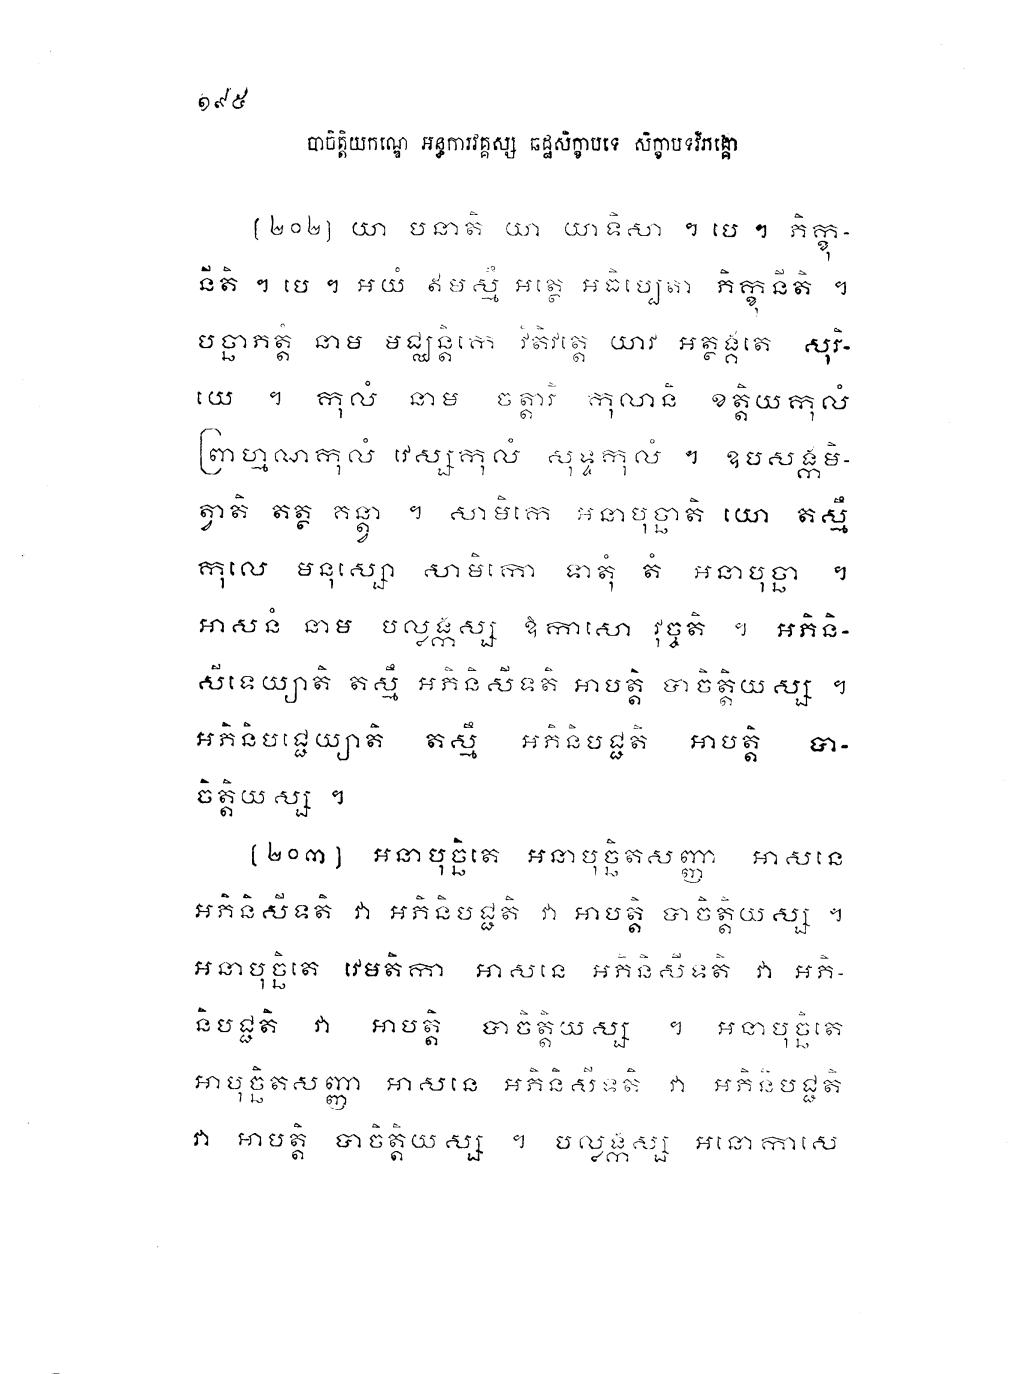 ១៩៥
បាចិត្តិយកណ្ឌេ អន្ធការវគ្គស្ស ឆដ្ឋសិក្ខាបទេ សិក្ខាបទវិភង្គោ
(២០២) យា បនាតិ យា យាទិសា ។ បេ ។ ភិក្ខុ-
នីតិ ។ បេ ។ អយំ ឥមស្មឹ អត្ថេ អធិប្បេតា ភិក្ខុនីតិ ។
បច្ឆាភត្តំ នាម មជ្ឈន្តិកេ វីតិវត្តេ យាវ អត្ថង្គតេ សុរិ-
យេ ។ កុលំ នាម ចត្តារិ កុលានិ ខត្តិយកុលំ
ព្រាហ្មណកុលំ វេស្សកុលំ សុទ្ទកុលំ ។ ឧបសង្កមិ-
ត្វាតិ តត្ថ គន្ត្វា ។ សាមិកេ អនាបុច្ឆាតិ យោ តស្មឹ
កុលេ មនុស្សោ សាមិកោ ទាតុំ តំ អនាបុច្ឆា ។
អាសនំ នាម បល្លង្កស្ស ឱកាសោ វុច្ចតិ ។ អភិនិ-
សីទេយ្យាតិ តស្មឹ អភិនិសីទតិ អាបត្តិ បាចិត្តិយស្ស ។
អភិនិបជ្ជេយ្យាតិ តស្មឹ អភិនិបជ្ជតិ អាបត្តិ បា-
ចិត្តិយស្ស ។
(២០៣) អនាបុច្ឆិតេ អនាបុច្ឆិតសញ្ញា អាសនេ
អភិនិសីទតិ វា អភិនិបជ្ជតិ វា អាបត្តិ បាចិត្តិយស្ស ។
អនាបុច្ឆិតេ វេមតិកា អាសនេ អភិនិសីទតិ វា អភិ-
និបជ្ជតិ វា អាបត្តិ បាចិត្តិយស្ស ។ អនាបុច្ឆិតេ
អាបុច្ឆិតសញ្ញា អាសនេ អភិនិសីទតិ វា អភិនិបជ្ជតិ
វា អាបត្តិ បាចិត្តិយស្ស ។ បល្លង្កស្ស អនោកាសេ